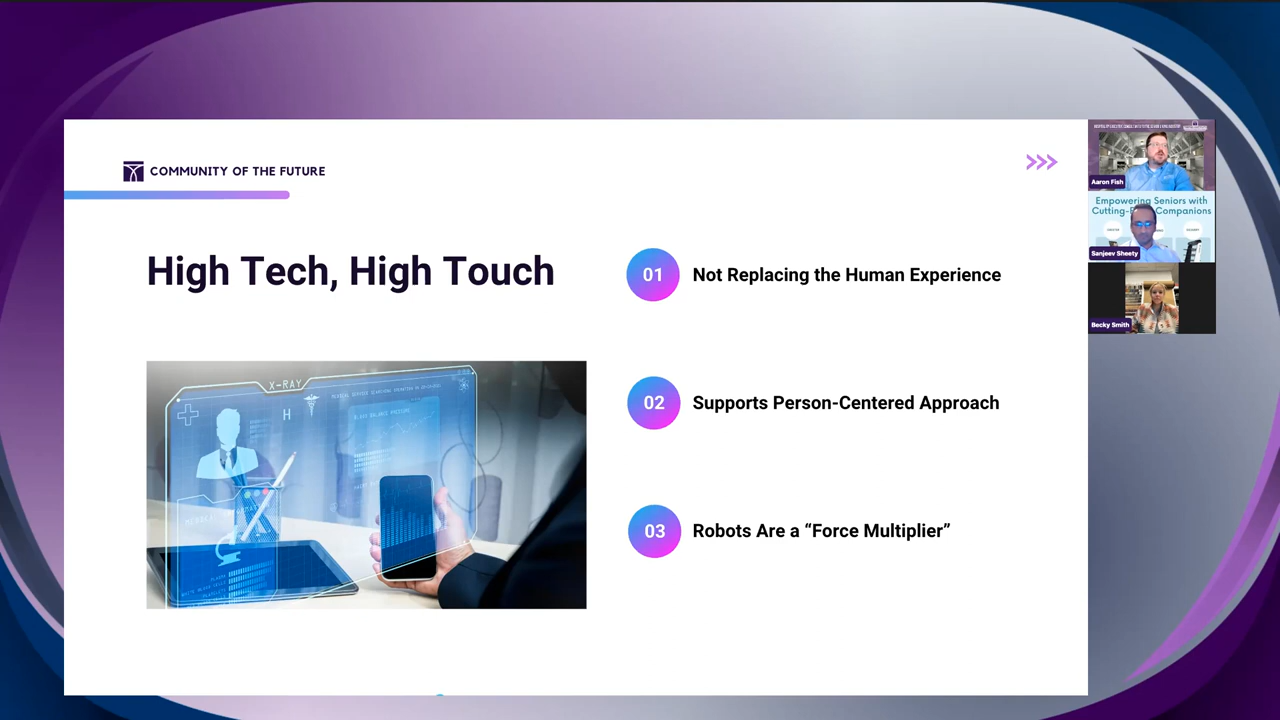 COMMUNITY OF THE FUTURE
High Tech, High Touch
01
Not Replacing the Human Experience
02
Supports Person-Centered Approach
03
Robots Are a “Force Multiplier”
X-RAY
H
Aaron Fish
Empowering Seniors with
Companions
Sanjeev Sheety
Becky Smith